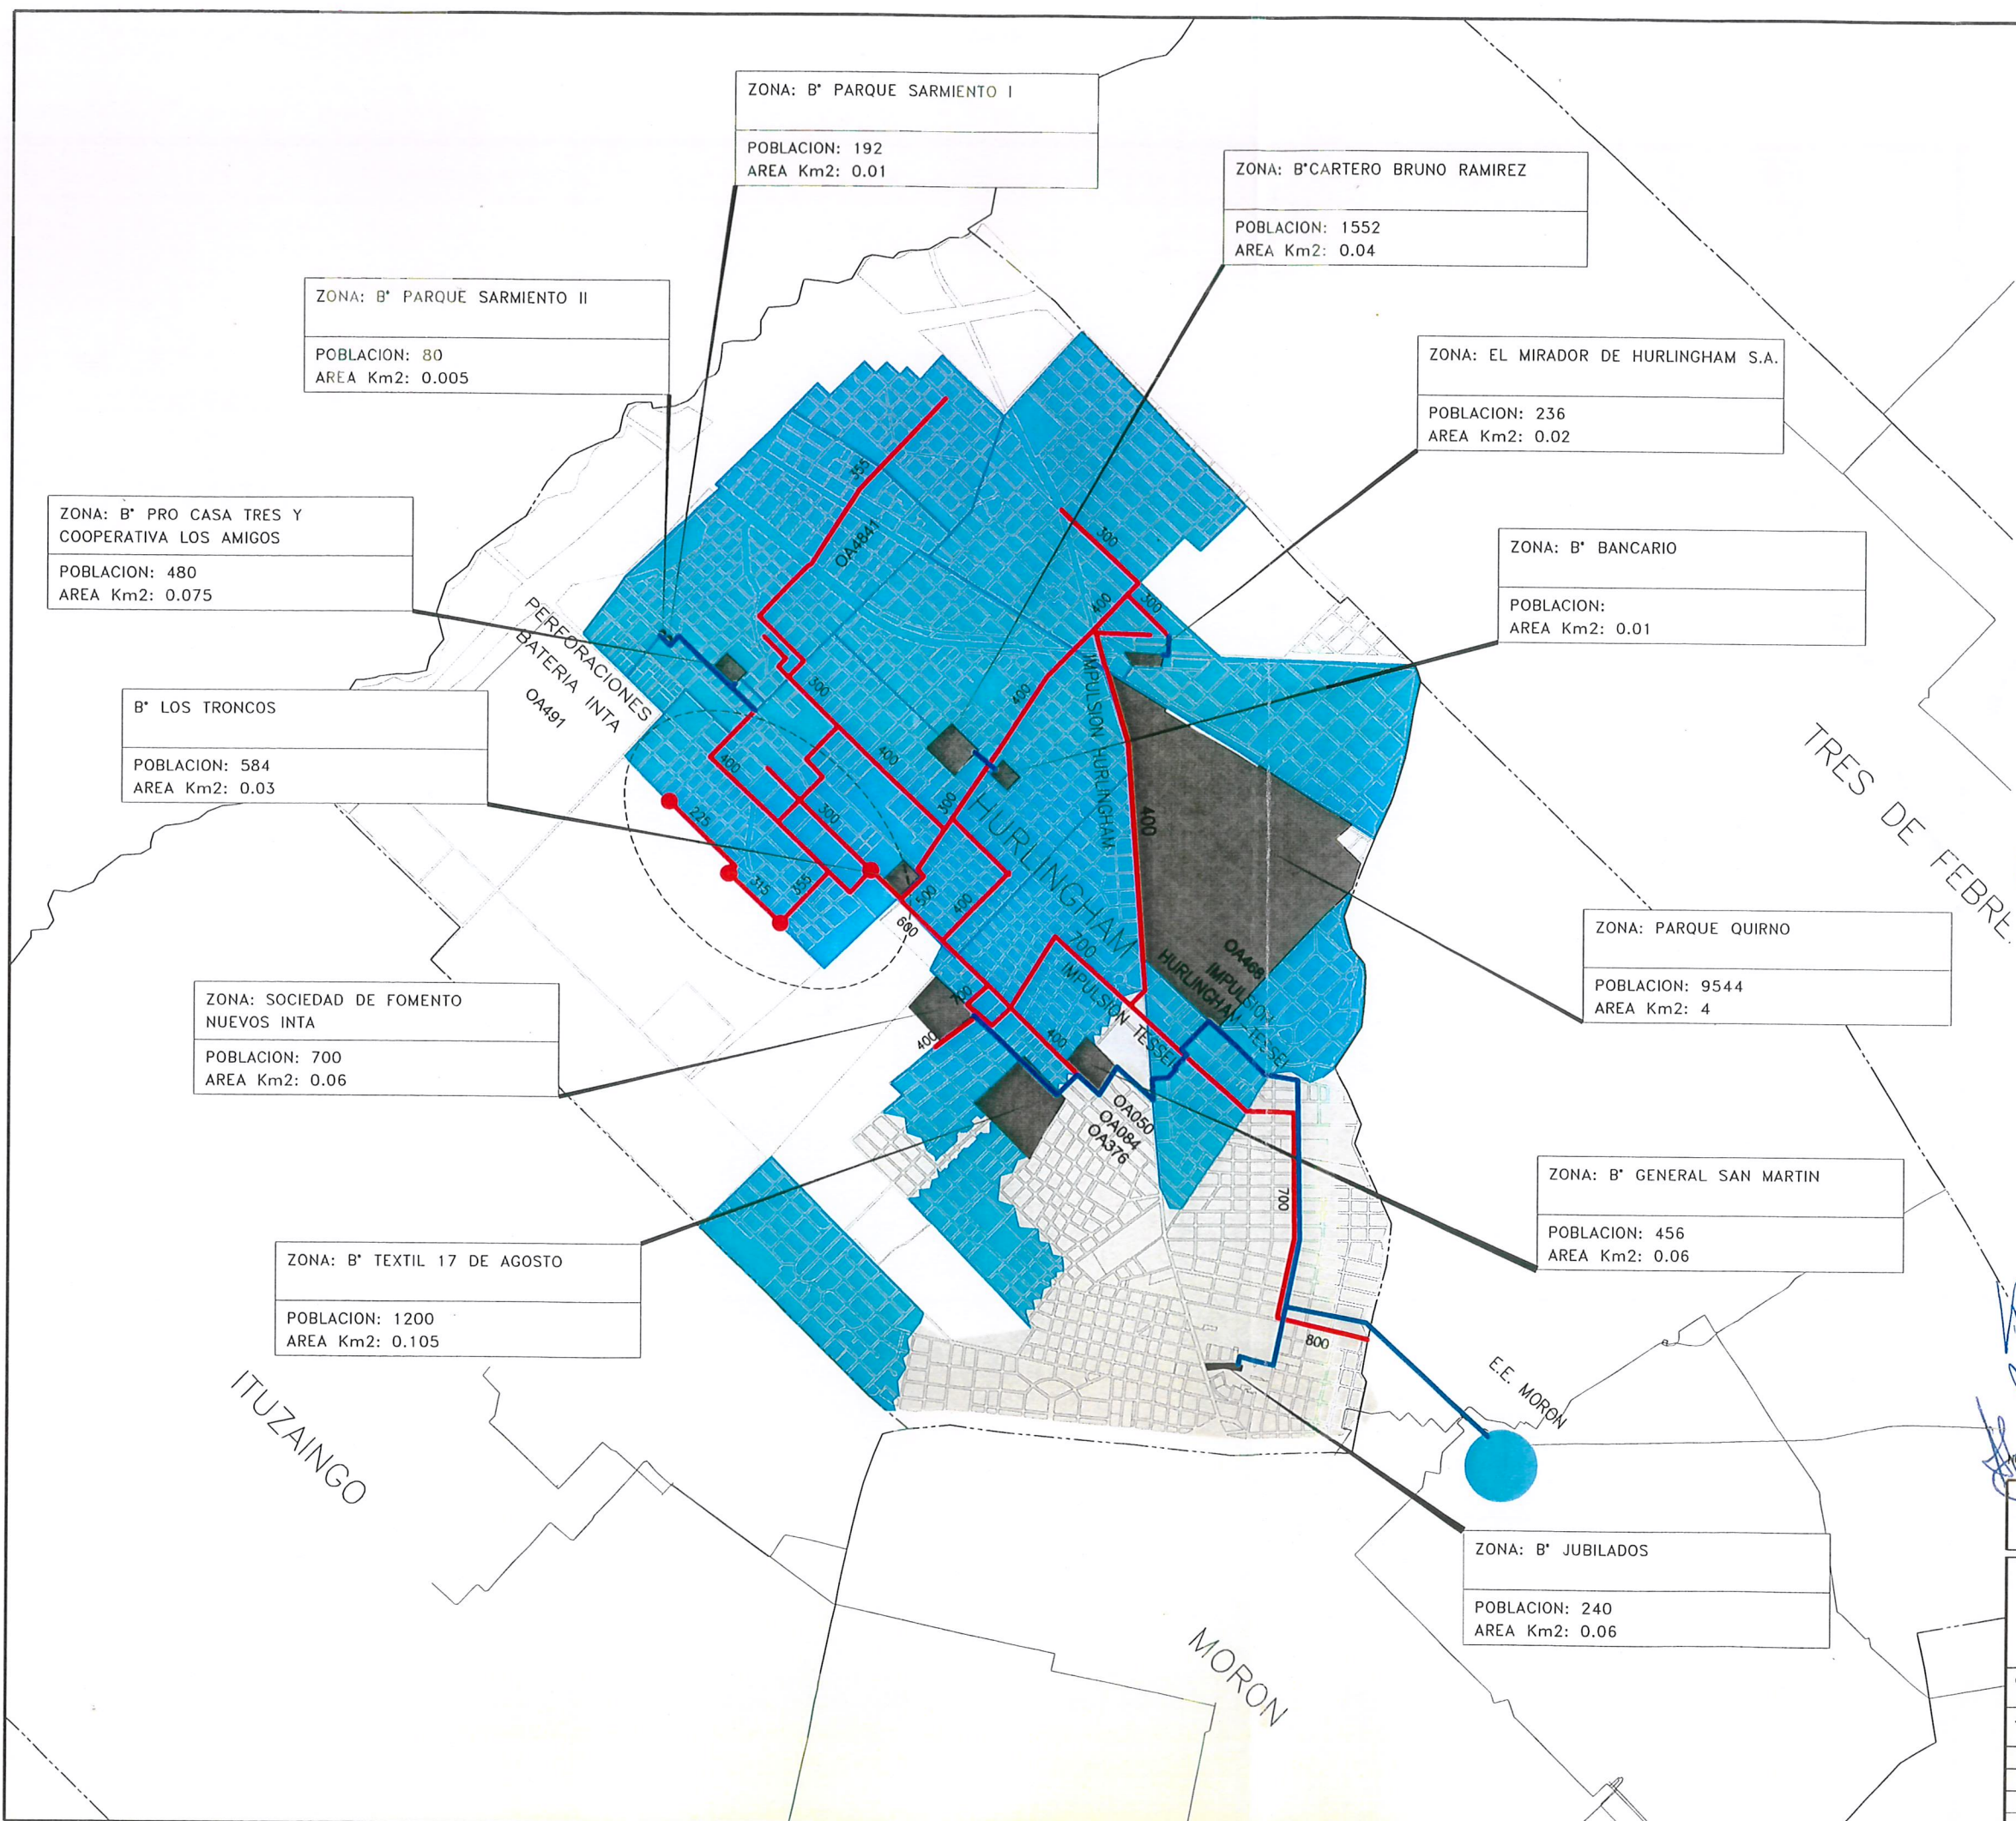 ZONA: B° PARQUE SARMIENTO I
POBLACION: 192
AREA Km2: 0.01
ZONA: B°CARTERO BRUNO RAMIREZ
POBLACION: 1552
AREA Km2: 0.04
ZONA: B° PARQUE SARMIENTO II
POBLACION: 80
AREA Km2: 0.005
ZONA: EL MIRADOR DE HURLINGHAM S.A.
POBLACION: 236
AREA Km2: 0.02
ZONA: B° PRO CASA TRES Y
COOPERATIVA LOS AMIGOS
POBLACION: 480
AREA Km2: 0.075
ZONA: B° BANCARIO
POBLACION:
AREA Km2: 0.01
B° LOS TRONCOS
POBLACION: 584
AREA Km2: 0.03
ZONA: PARQUE QUIRNO
POBLACION: 9544
AREA Km2: 4
ZONA: SOCIEDAD DE FOMENTO
NUEVOS INTA
POBLACION: 700
AREA Km2: 0.06
ZONA: B° GENERAL SAN MARTIN
POBLACION: 456
AREA Km2: 0.06
ZONA: B° TEXTIL 17 DE AGOSTO
POBLACION: 1200
AREA Km2: 0.105
ZONA: B° JUBILADOS
POBLACION: 240
AREA Km2: 0.06
355
OA4841
300
400
300
PERFORACIONES
BATERIA INTA
OA491
300
400
IMPULSION HURLINGHAM
400
400
400
300
300
225
315
355
500
400
600
HURLINGHAM
700
IMPULSION TESSEI
OA468
IMPULSION
HURLINGHAM-TESSEI
700
400
400
OA050
OA084
OA376
700
800
E.E. MORON
TRES DE FEBRE
ITUZAINGO
MORON